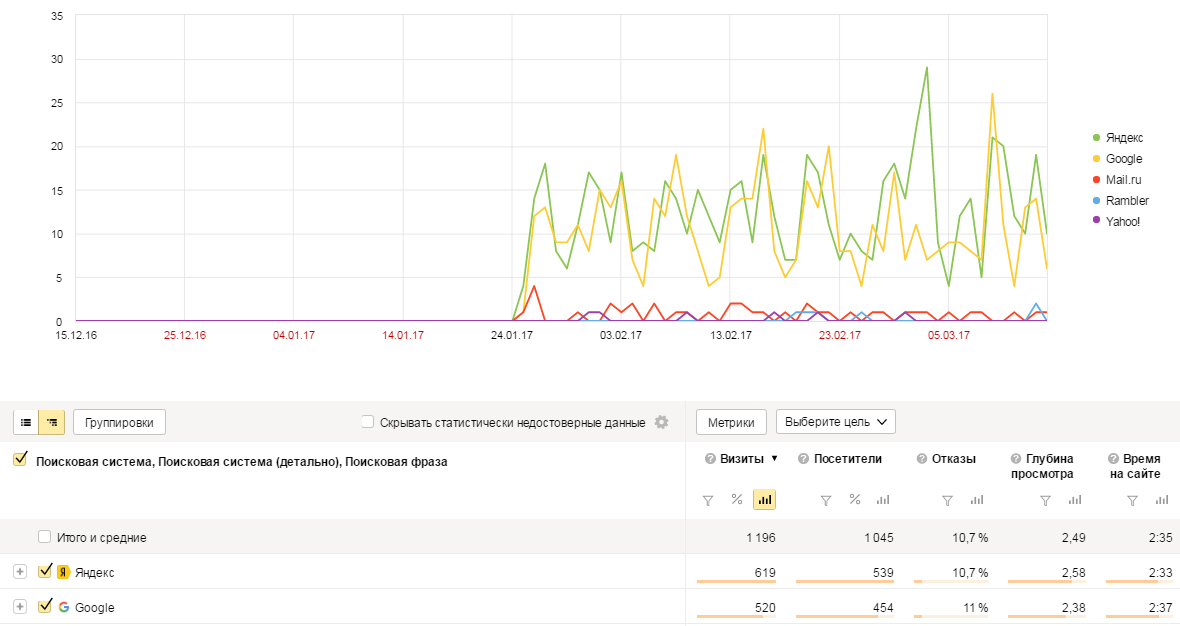 35
30
25
20
15
10
5
0
15.12.16 25.12.16 04.01.17 14.01.17 24.01.17 03.02.17 13.02.17 23.02.17 05.03.17
Яндекс
Google
Mail.ru
Rambler
Yahoo!
Группировки Скрывать статистически недостоверные данные Метрики Выберите цель
Поисковая система, Поисковая система (детально), Поисковая фраза
? Визиты ▼ ? Посетители ? Отказы ? Глубина просмотра ? Время на сайте
% %
Итого и средние 1 196 1 045 10,7 % 2,49 2:35
+ Я Яндекс 619 539 10,7 % 2,58 2:33
+ G Google 520 454 11 % 2,38 2:37